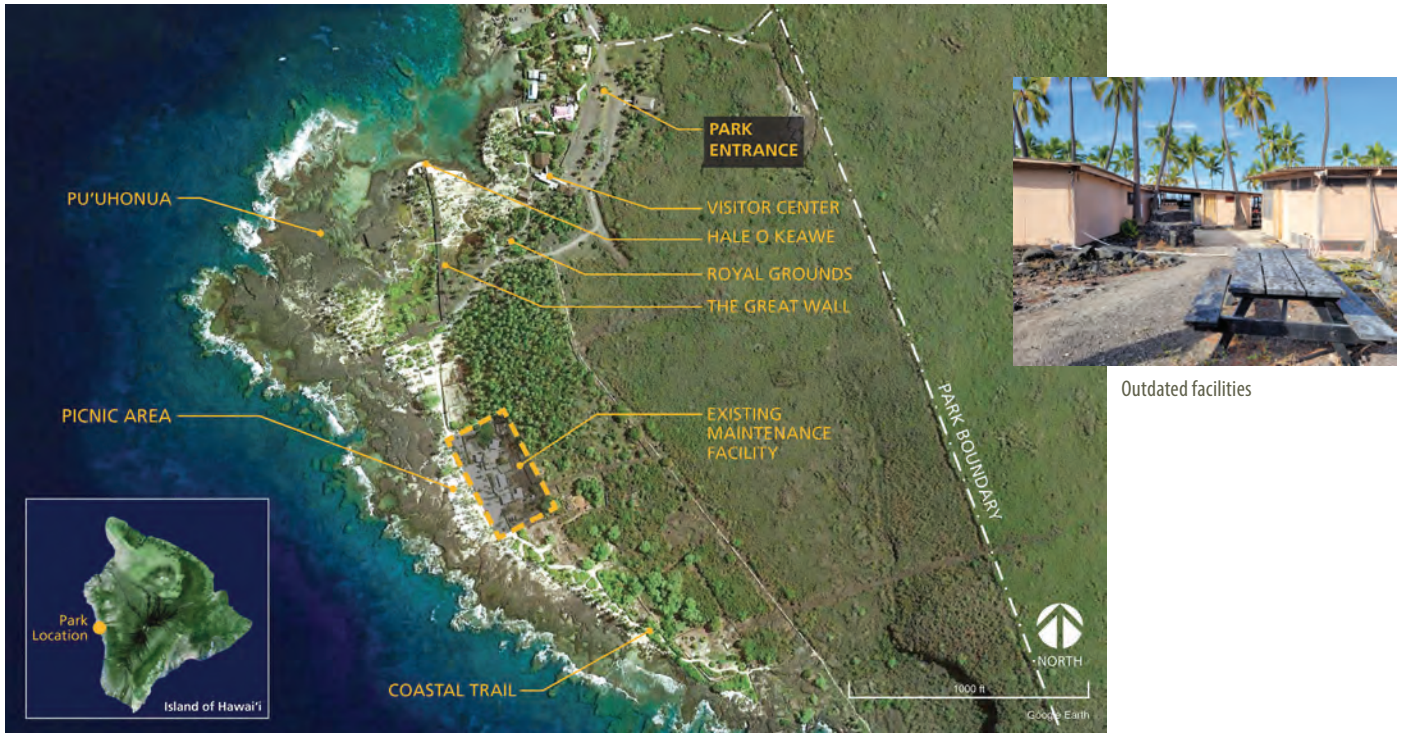 PARK
ENTRANCE
PU'UHONUA
VISITOR CENTER
HALE O KEAWE
ROYAL GROUNDS
THE GREAT WALL
PICNIC AREA
EXISTING
MAINTENANCE
FACILITY
PARK BOUNDARY
Outdated facilities
Park
Location
Island of Hawai'i
COASTAL TRAIL
NORTH
1000 ft
Google Earth